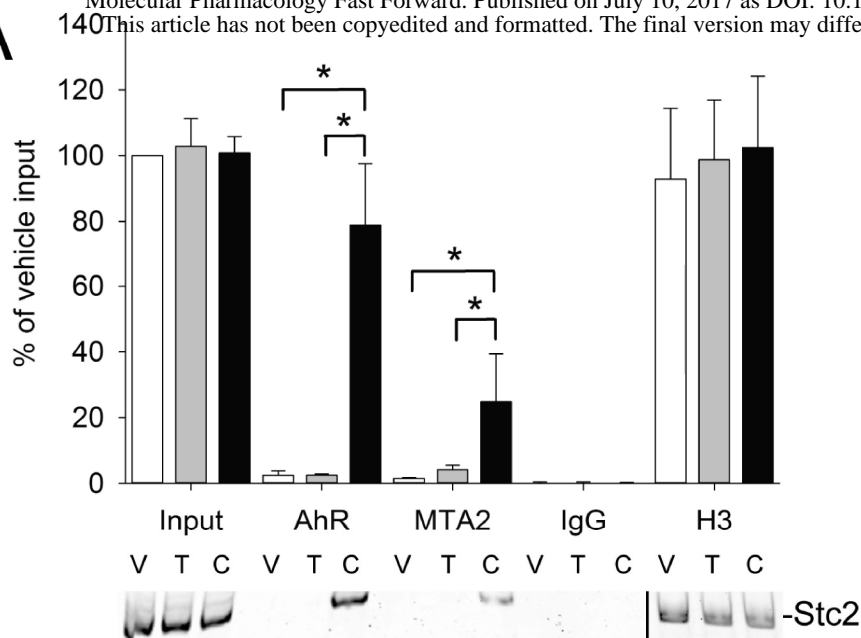 Molecular Pharmacology Fast Forward. Published on July 10, 2017 as DOI: 10.1
This article has not been copyedited and formatted. The final version may diffe
A
% of vehicle input
140
120
100
80
60
40
20
0
* * * *
Input AhR MTA2 IgG H3
V T C V T C V T C V T C V T C
-Stc2